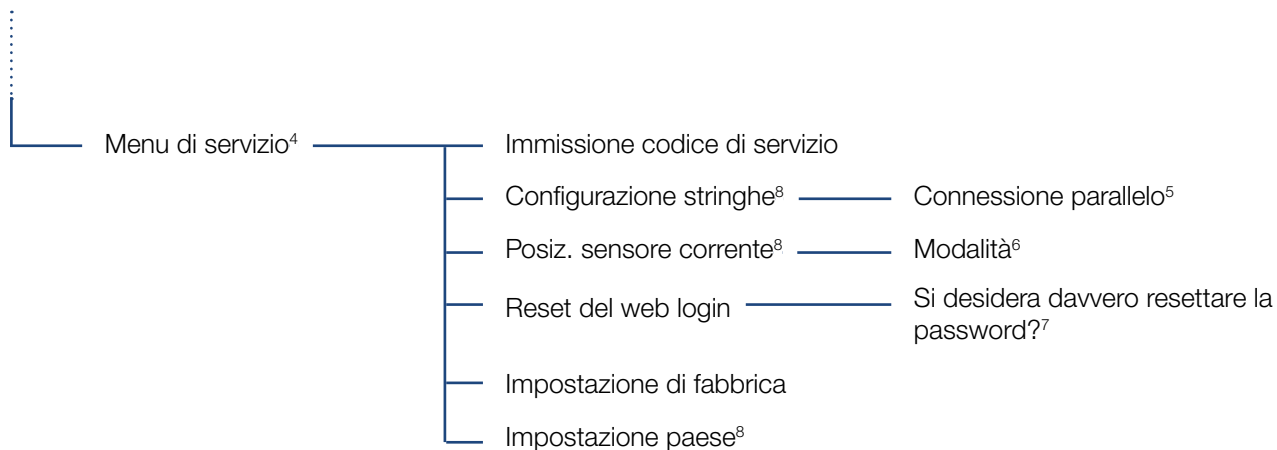 Menu di servizio⁴
Immissione codice di servizio
Configurazione stringhe⁸
Connessione parallelo⁵
Posiz. sensore corrente⁸
Modalità⁶
Reset del web login
Si desidera davvero resettare la
password?⁷
Impostazione di fabbrica
Impostazione paese⁸